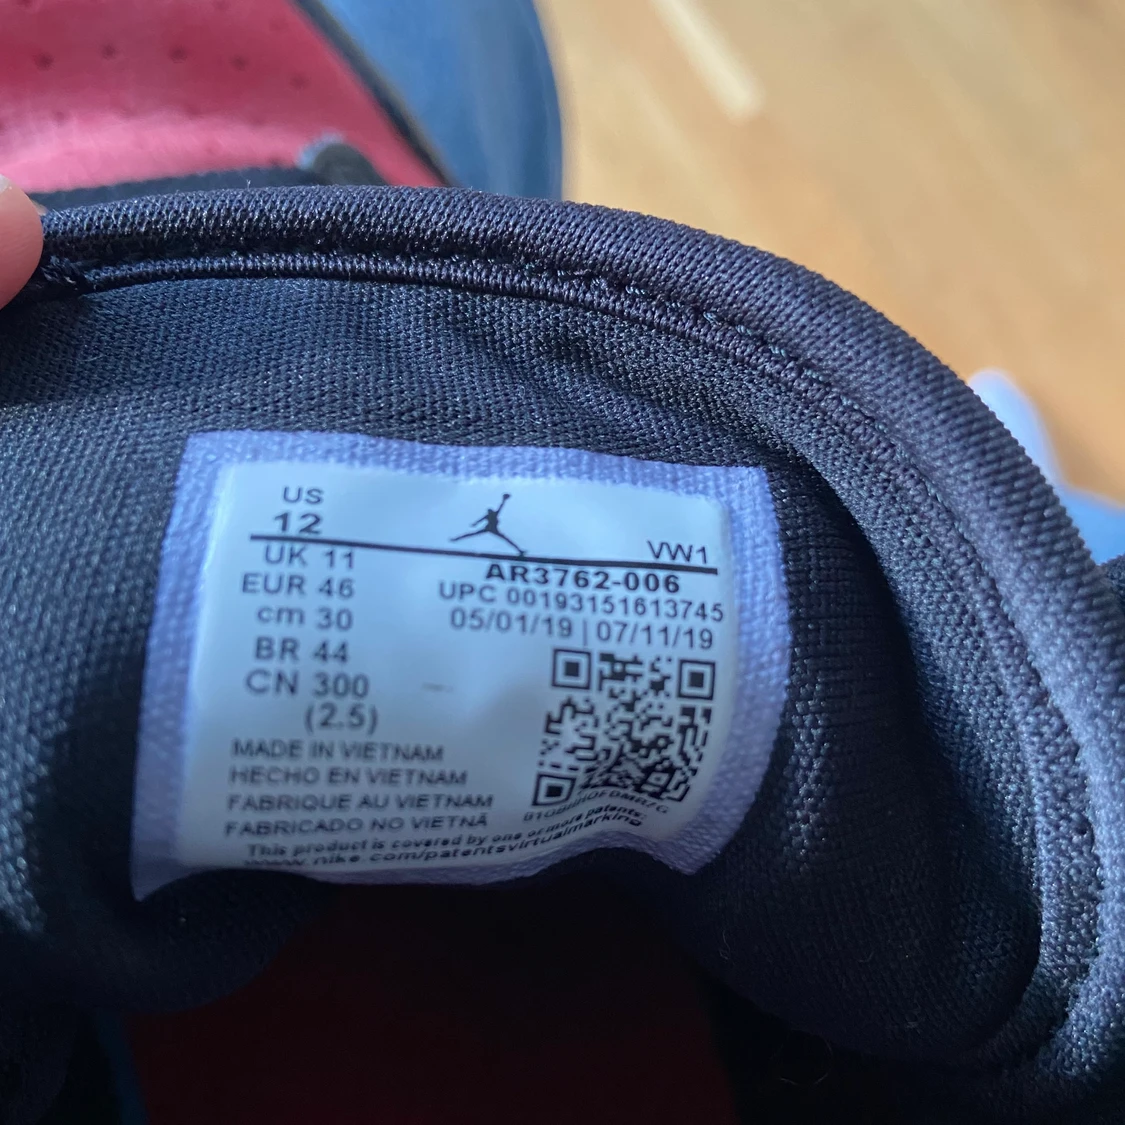 US
12
VW1
UK 11
AR3762-006
EUR 46
UPC 00193151613745
cm 30
05/01/19 | 07/11/19
BR 44
CN 300
(2.5)
MADE IN VIETNAM
HECHO EN VIETNAM
FABRIQUE AU VIETNAM
FABRICADO NO VIETNÃ
This product is covered by one or more patents:
www.nike.com/patentsvirtualmarking